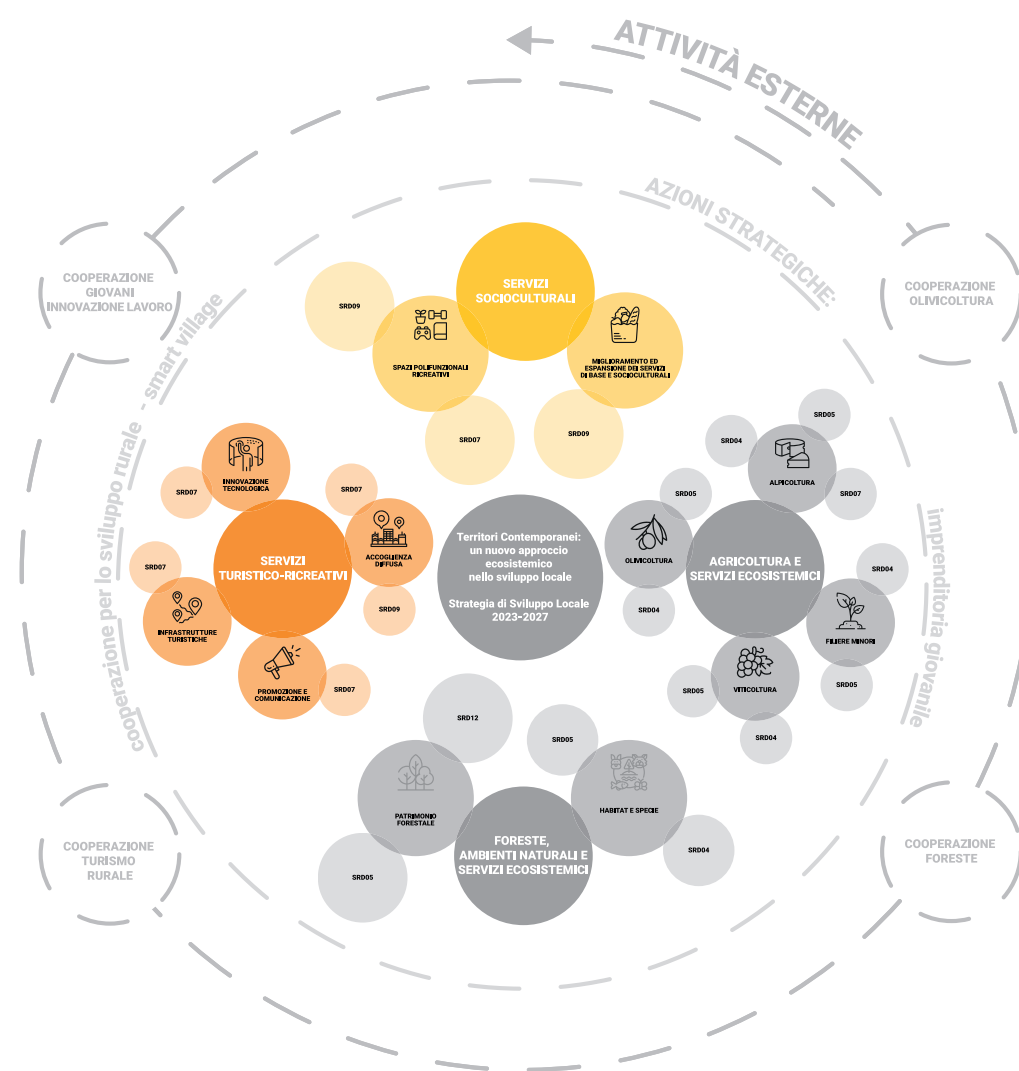 ATTIVITÀ ESTERNE
AZIONI STRATEGICHE:
imprenditoria giovanile
cooperazione per lo sviluppo rurale - smart village
COOPERAZIONE
GIOVANI
INNOVAZIONE LAVORO
COOPERAZIONE
OLIVICOLTURA
SERVIZI
SOCIOCULTURALI
SRD09
SPAZI POLIFUNZIONALI
RICREATIVI
SRD07
MIGLIORAMENTO ED
ESPANSIONE DEI SERVIZI
DI BASE E SOCIOCULTURALI
SRD09
INNOVAZIONE
TECNOLOGICA
SRD07
SRD07
SERVIZI
TURISTICO-RICREATIVI
ACCOGLIENZA
DIFFUSA
SRD09
SRD07
INFRASTRUTTURE
TURISTICHE
PROMOZIONE E
COMUNICAZIONE
SRD07
Territori Contemporanei:
un nuovo approccio
ecosistemico
nello sviluppo locale
Strategia di Sviluppo Locale
2023-2027
SRD05
SRD04
ALPICOLTURA
SRD07
SRD05
OLIVICOLTURA
SRD04
AGRICOLTURA E
SERVIZI ECOSISTEMICI
SRD04
FILIERE MINORI
SRD05
SRD05
VITICOLTURA
SRD04
SRD12
SRD05
PATRIMONIO
FORESTALE
HABITAT E SPECIE
FORESTE,
AMBIENTI NATURALI E
SERVIZI ECOSISTEMICI
SRD05
SRD04
COOPERAZIONE
TURISMO
RURALE
COOPERAZIONE
FORESTE